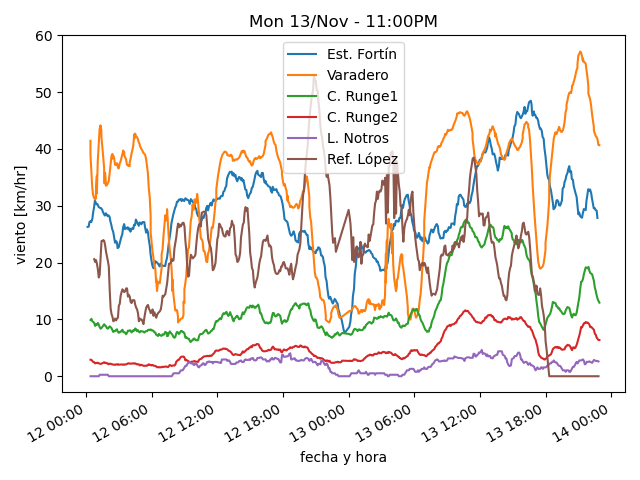 Mon 13/Nov - 11:00PM
Est. Fortín
Varadero
C. Runge1
C. Runge2
L. Notros
Ref. López
viento [km/hr]
60
50
40
30
20
10
0
12 00:00
12 06:00
12 12:00
12 18:00
13 00:00
13 06:00
13 12:00
13 18:00
14 00:00
fecha y hora